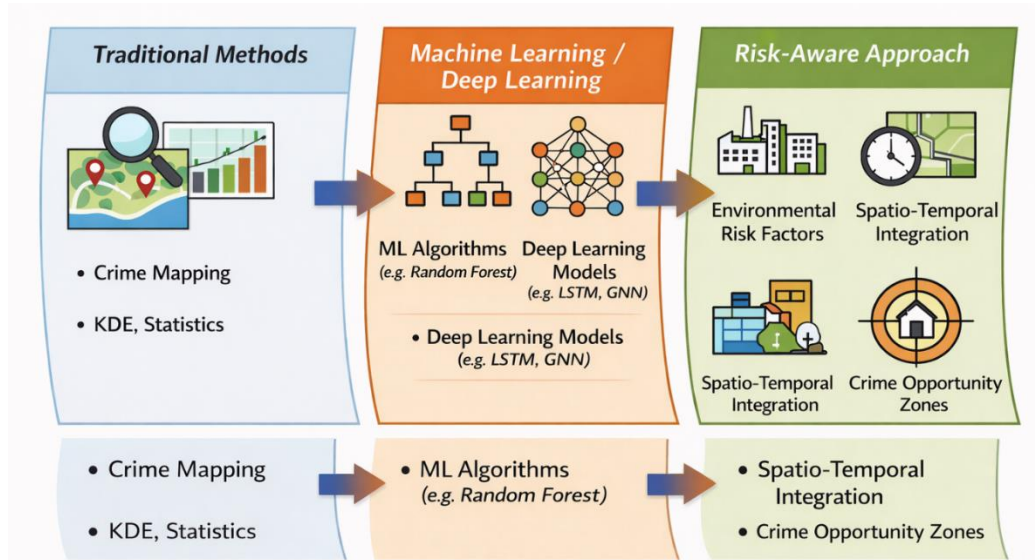 Traditional Methods
• Crime Mapping
• KDE, Statistics
Machine Learning /
Deep Learning
ML Algorithms
(e.g. Random Forest)
Deep Learning
Models
(e.g. LSTM, GNN)
• Deep Learning Models
(e.g. LSTM, GNN)
Risk-Aware Approach
Environmental
Risk Factors
Spatio-Temporal
Integration
Spatio-Temporal
Integration
Crime Opportunity
Zones
• Crime Mapping
• KDE, Statistics
• ML Algorithms
(e.g. Random Forest)
• Spatio-Temporal
Integration
• Crime Opportunity Zones